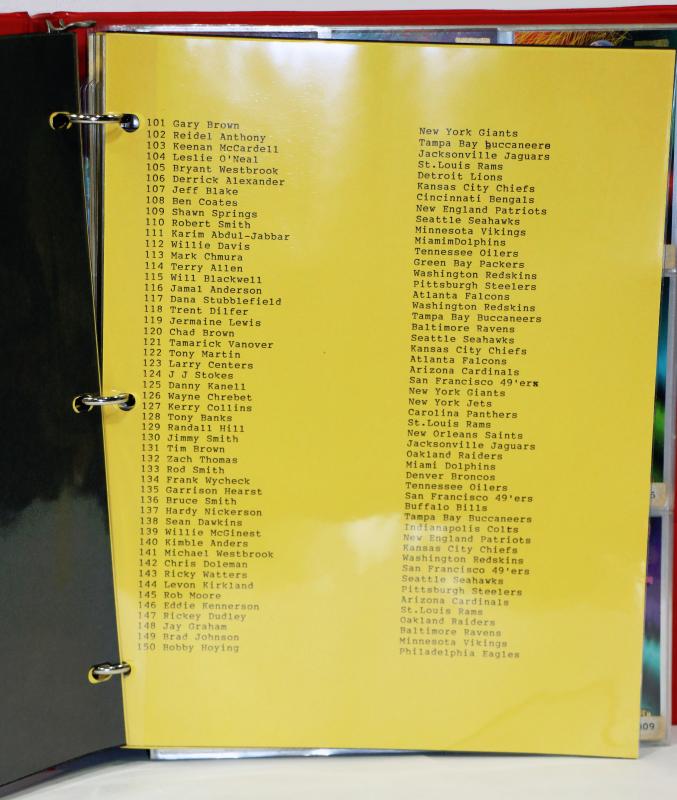 101 Gary Brown New York Giants
102 Reidel Anthony Tampa Bay buccaneers
103 Keenan McCardell Jacksonville Jaguars
104 Leslie O'Neal St.Louis Rams
105 Bryant Westbrook Detroit Lions
106 Derrick Alexander Kansas City Chiefs
107 Jeff Blake Cincinnati Bengals
108 Ben Coates New England Patriots
109 Shawn Springs Seattle Seahawks
110 Robert Smith Minnesota Vikings
111 Karim Abdul-Jabbar MiamimDolphins
112 Willie Davis Tennessee Oilers
113 Mark Chmura Green Bay Packers
114 Terry Allen Washington Redskins
115 Will Blackwell Pittsburgh Steelers
116 Jamal Anderson Atlanta Falcons
117 Dana Stubblefield Washington Redskins
118 Trent Dilfer Tampa Bay Buccaneers
119 Jermaine Lewis Baltimore Ravens
120 Chad Brown Seattle Seahawks
121 Tamarick Vanover Kansas City Chiefs
122 Tony Martin Atlanta Falcons
123 Larry Centers Arizona Cardinals
124 J J Stokes San Francisco 49'ers
125 Danny Kanell New York Giants
126 Wayne Chrebet New York Jets
127 Kerry Collins Carolina Panthers
128 Tony Banks St.Louis Rams
129 Randall Hill New Orleans Saints
130 Jimmy Smith Jacksonville Jaguars
131 Tim Brown Oakland Raiders
132 Zach Thomas Miami Dolphins
133 Rod Smith Denver Broncos
134 Frank Wycheck Tennessee Oilers
135 Garrison Hearst San Francisco 49'ers
136 Bruce Smith Buffalo Bills
137 Hardy Nickerson Tampa Bay Buccaneers
138 Sean Dawkins Indianapolis Colts
139 Willie McGinest New England Patriots
140 Kimble Anders Kansas City Chiefs
141 Michael Westbrook Washington Redskins
142 Chris Doleman San Francisco 49'ers
143 Ricky Watters Seattle Seahawks
144 Levon Kirkland Pittsburgh Steelers
145 Rob Moore Arizona Cardinals
146 Eddie Kennerson St.Louis Rams
147 Rickey Dudley Oakland Raiders
148 Jay Graham Baltimore Ravens
149 Brad Johnson Minnesota Vikings
150 Bobby Hoying Philadelphia Eagles